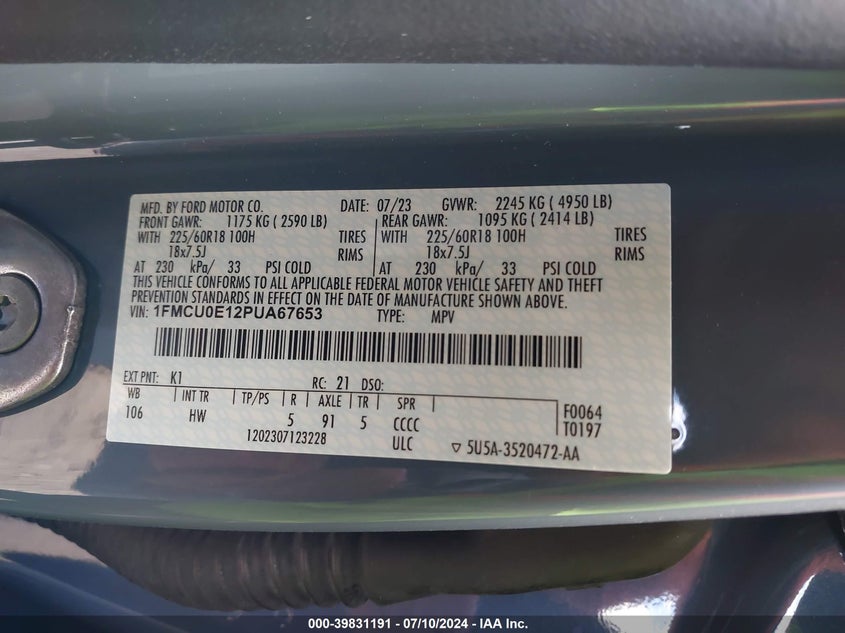 MFD. BY FORD MOTOR CO. DATE: 07/23 GVWR: 2245 KG ( 4950 LB)
FRONT GAWR: 1175 KG ( 2590 LB) REAR GAWR: 1095 KG ( 2414 LB)
WITH 225/60R18 100H TIRES WITH 225/60R18 100H TIRES
18x7.5J RIMS 18x7.5J RIMS
AT 230 kPa/ 33 PSI COLD AT 230 kPa/ 33 PSI COLD
THIS VEHICLE CONFORMS TO ALL APPLICABLE FEDERAL MOTOR VEHICLE SAFETY AND THEFT
PREVENTION STANDARDS IN EFFECT ON THE DATE OF MANUFACTURE SHOWN ABOVE.
VIN: 1FMCU0E12PUA67653 TYPE: MPV
EXT PNT: K1 RC: 21 DSO:
WB INT TR TP/PS R AXLE TR SPR
106 HW 5 91 5 CCCC F0064
ULC T0197
1202307123228 ▽ 5U5A-3520472-AA
000-39831191 - 07/10/2024 - IAA Inc.